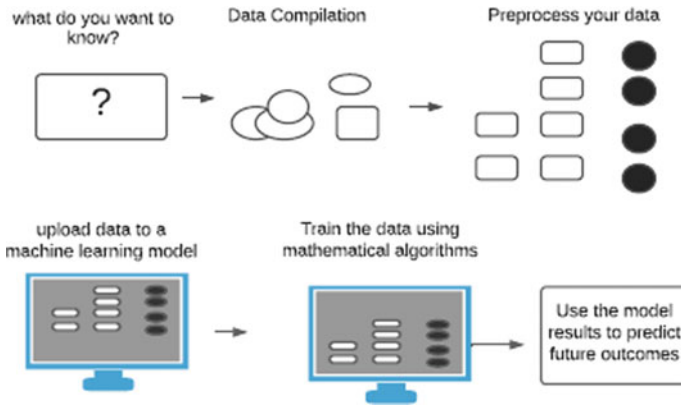 what do you want to
know?
Data Compilation
Preprocess your data
?
upload data to a
machine learning model
Train the data using
mathematical algorithms
Use the model
results to predict
future outcomes